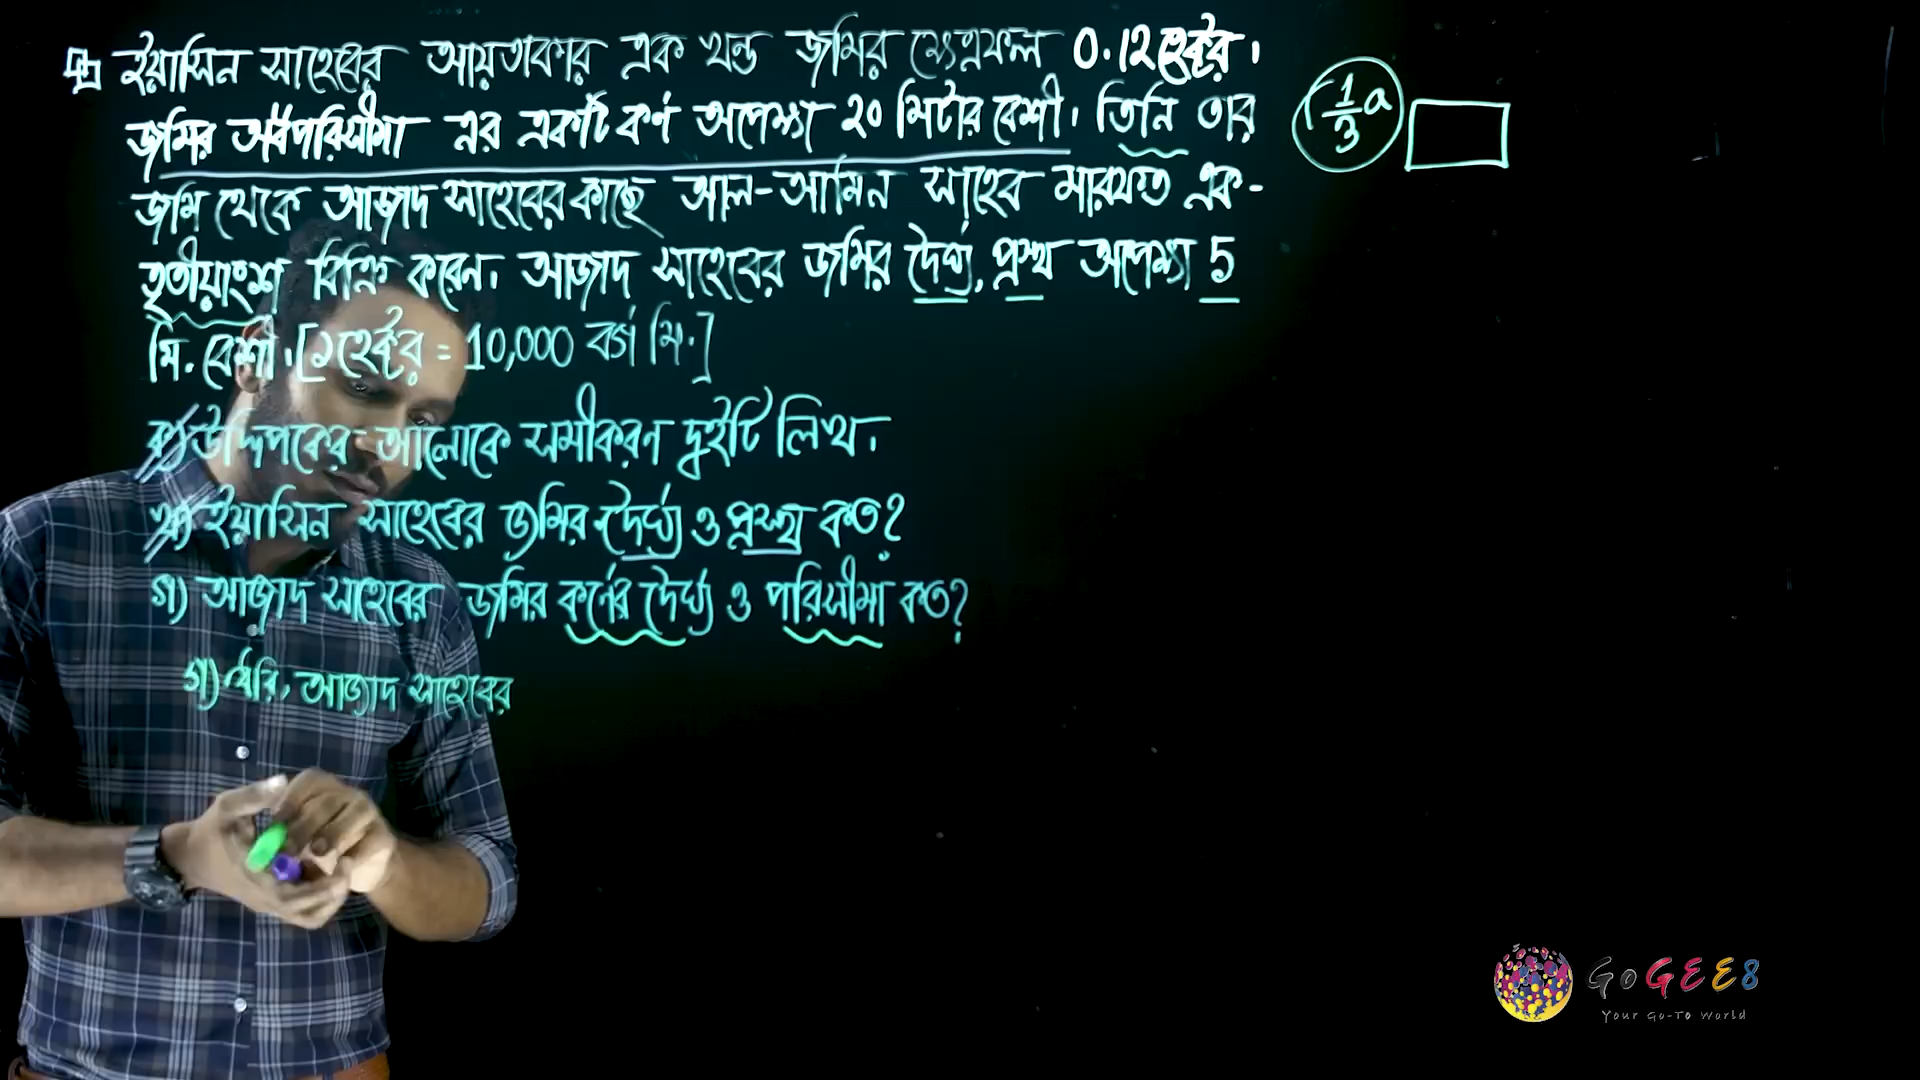 ইয়াসিন সাহেবের আয়তাকার এক খন্ড জমির ক্ষেত্রফল 0.12 হেক্টর।
জমির অর্ধপরিসীমা এর একটি কর্ণ অপেক্ষা ২০ মিটার বেশী। তিনি তার
জমি থেকে আজাদ সাহেবের কাছে আল-আমিন সাহেব মারফত এক-
তৃতীয়াংশ বিক্রি করেন। আজাদ সাহেবের জমির দৈর্ঘ্য, প্রস্থ অপেক্ষা 5
মি. বেশী। [১ হেক্টর = 10,000 বর্গ মি.]
ক) উদ্দিপকের আলোকে সমীকরণ দুইটি লিখ।
খ) ইয়াসিন সাহেবের জমির দৈর্ঘ্য ও প্রস্থ কত?
গ) আজাদ সাহেবের জমির কর্ণের দৈর্ঘ্য ও পরিসীমা কত?
গ) ধরি, আজাদ সাহেবের
1/3 a
GoGEE8
Your Go-To World